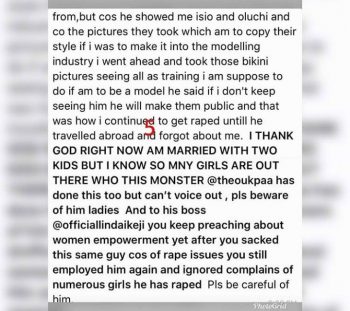 from,but cos he showed me isio and oluchi and
co the pictures they took which am to copy their
style if i was to make it into the modelling
industry i went ahead and took those bikini
pictures seeing all as training i am suppose to
do if am to be a model he said if i don't keep
seeing him he will make them public and that
was how i continued to get raped untill he
5
travelled abroad and forgot about me. I THANK
GOD RIGHT NOW AM MARRIED WITH TWO
KIDS BUT I KNOW SO MNY GIRLS ARE OUT
THERE WHO THIS MONSTER @theoukpaa has
done this too but can't voice out , pls beware
of him ladies And to his boss
@officiallindaikeji you keep preaching about
women empowerment yet after you sacked
this same guy cos of rape issues you still
employed him again and ignored complains of
numerous girls he has raped Pls be careful of
him.
PhotoGrid